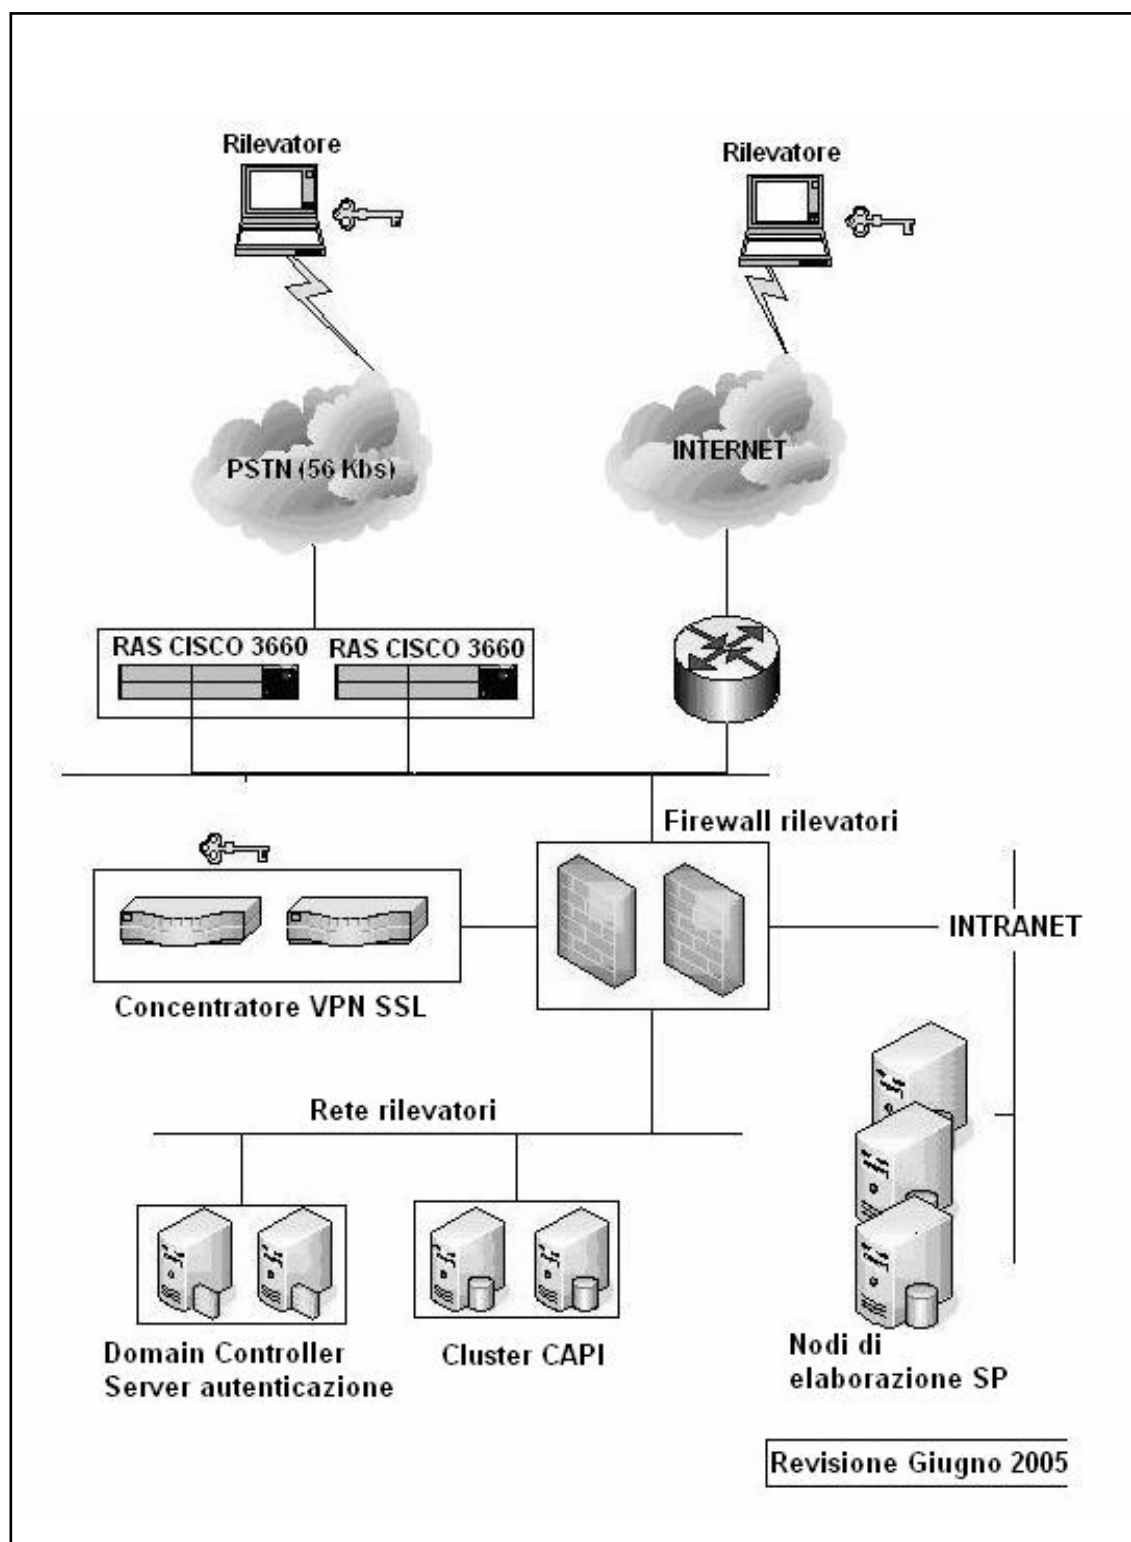 Rilevatore
Rilevatore
PSTN (56 Kbs)
INTERNET
RAS CISCO 3660
RAS CISCO 3660
Firewall rilevatori
INTRANET
Concentratore VPN SSL
Rete rilevatori
Domain Controller
Server autenticazione
Cluster CAPI
Nodi di
elaborazione SP
Revisione Giugno 2005